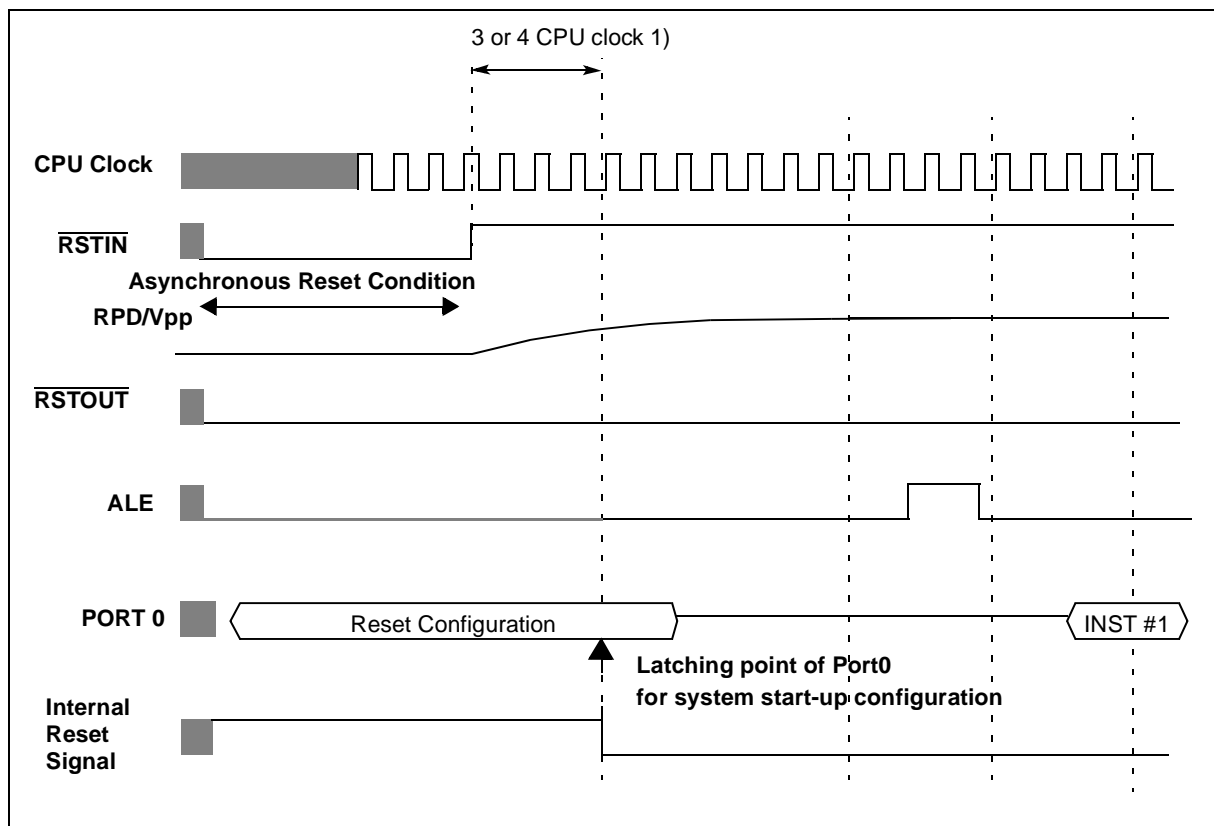 3 or 4 CPU clock 1)
CPU Clock
RSTIN
Asynchronous Reset Condition
RPD/Vpp
RSTOUT
ALE
PORT 0
Reset Configuration
INST #1
Latching point of Port0
for system start-up configuration
Internal
Reset
Signal